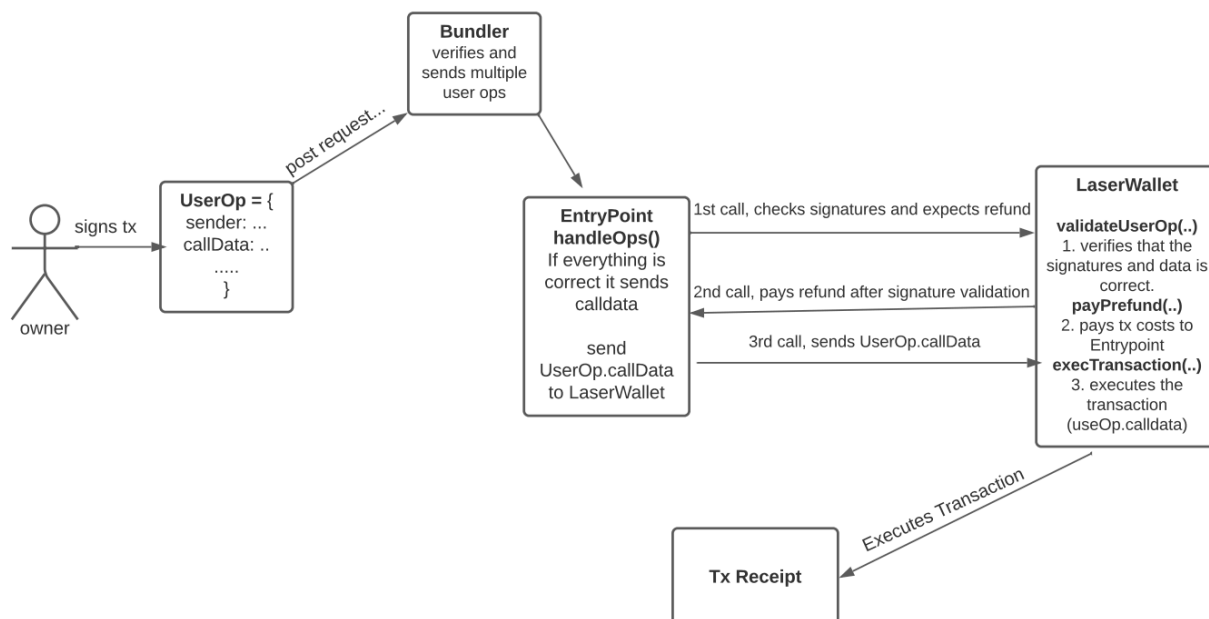 Bundler
verifies and
sends multiple
user ops
post request...
UserOp = {
sender: ...
callData: ..
.....
}
signs tx
owner
EntryPoint
handleOps()
If everything is
correct it sends
calldata
send
UserOp.callData
to LaserWallet
1st call, checks signatures and expects refund
2nd call, pays refund after signature validation
3rd call, sends UserOp.callData
LaserWallet
validateUserOp(..)
1. verifies that the
signatures and data is
correct.
payPrefund(..)
2. pays tx costs to
Entrypoint
execTransaction(..)
3. executes the
transaction
(useOp.calldata)
Executes Transaction
Tx Receipt